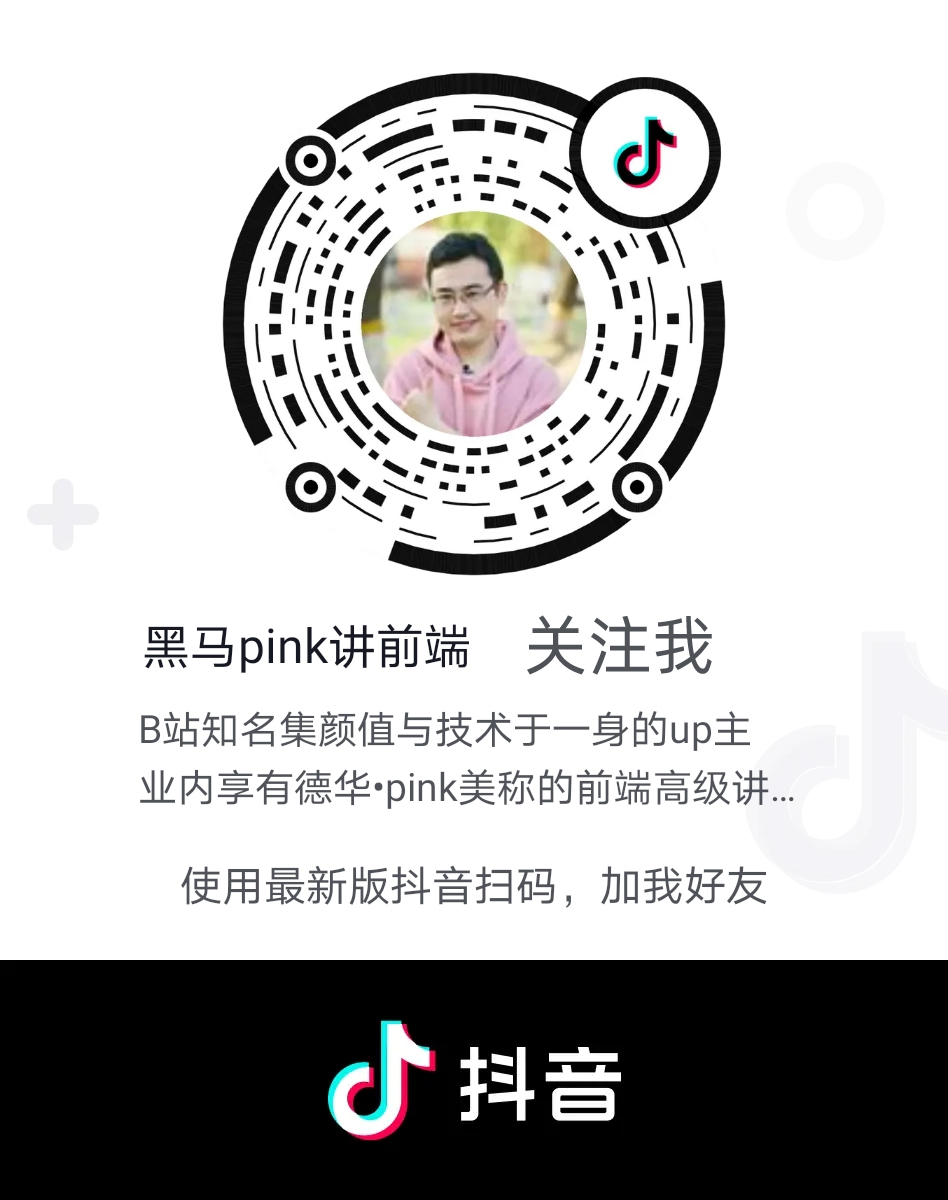 黑马pink讲前端 关注我
B站知名集颜值与技术于一身的up主
业内享有德华•pink美称的前端高级讲...
使用最新版抖音扫码，加我好友
抖音